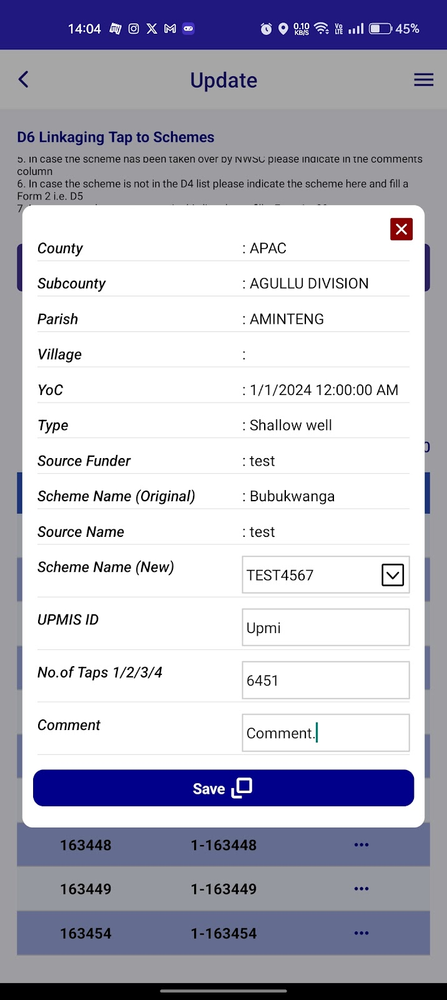 14:04 0.10 KB/S Vo LTE 45%
Update
D6 Linkaging Tap to Schemes
5. In case the scheme has been taken over by NWSC please indicate in the comments
column
6. In case the scheme is not in the D4 list please indicate the scheme here and fill a
Form 2 i.e. D5
7
County : APAC
Subcounty : AGULLU DIVISION
Parish : AMINTENG
Village :
YoC : 1/1/2024 12:00:00 AM
Type : Shallow well
0
Source Funder : test
Scheme Name (Original) : Bubukwanga
Source Name : test
Scheme Name (New) TEST4567
UPMIS ID Upmi
No.of Taps 1/2/3/4 6451
Comment Comment.
Save
163448 1-163448 •••
163449 1-163449 •••
163454 1-163454 •••